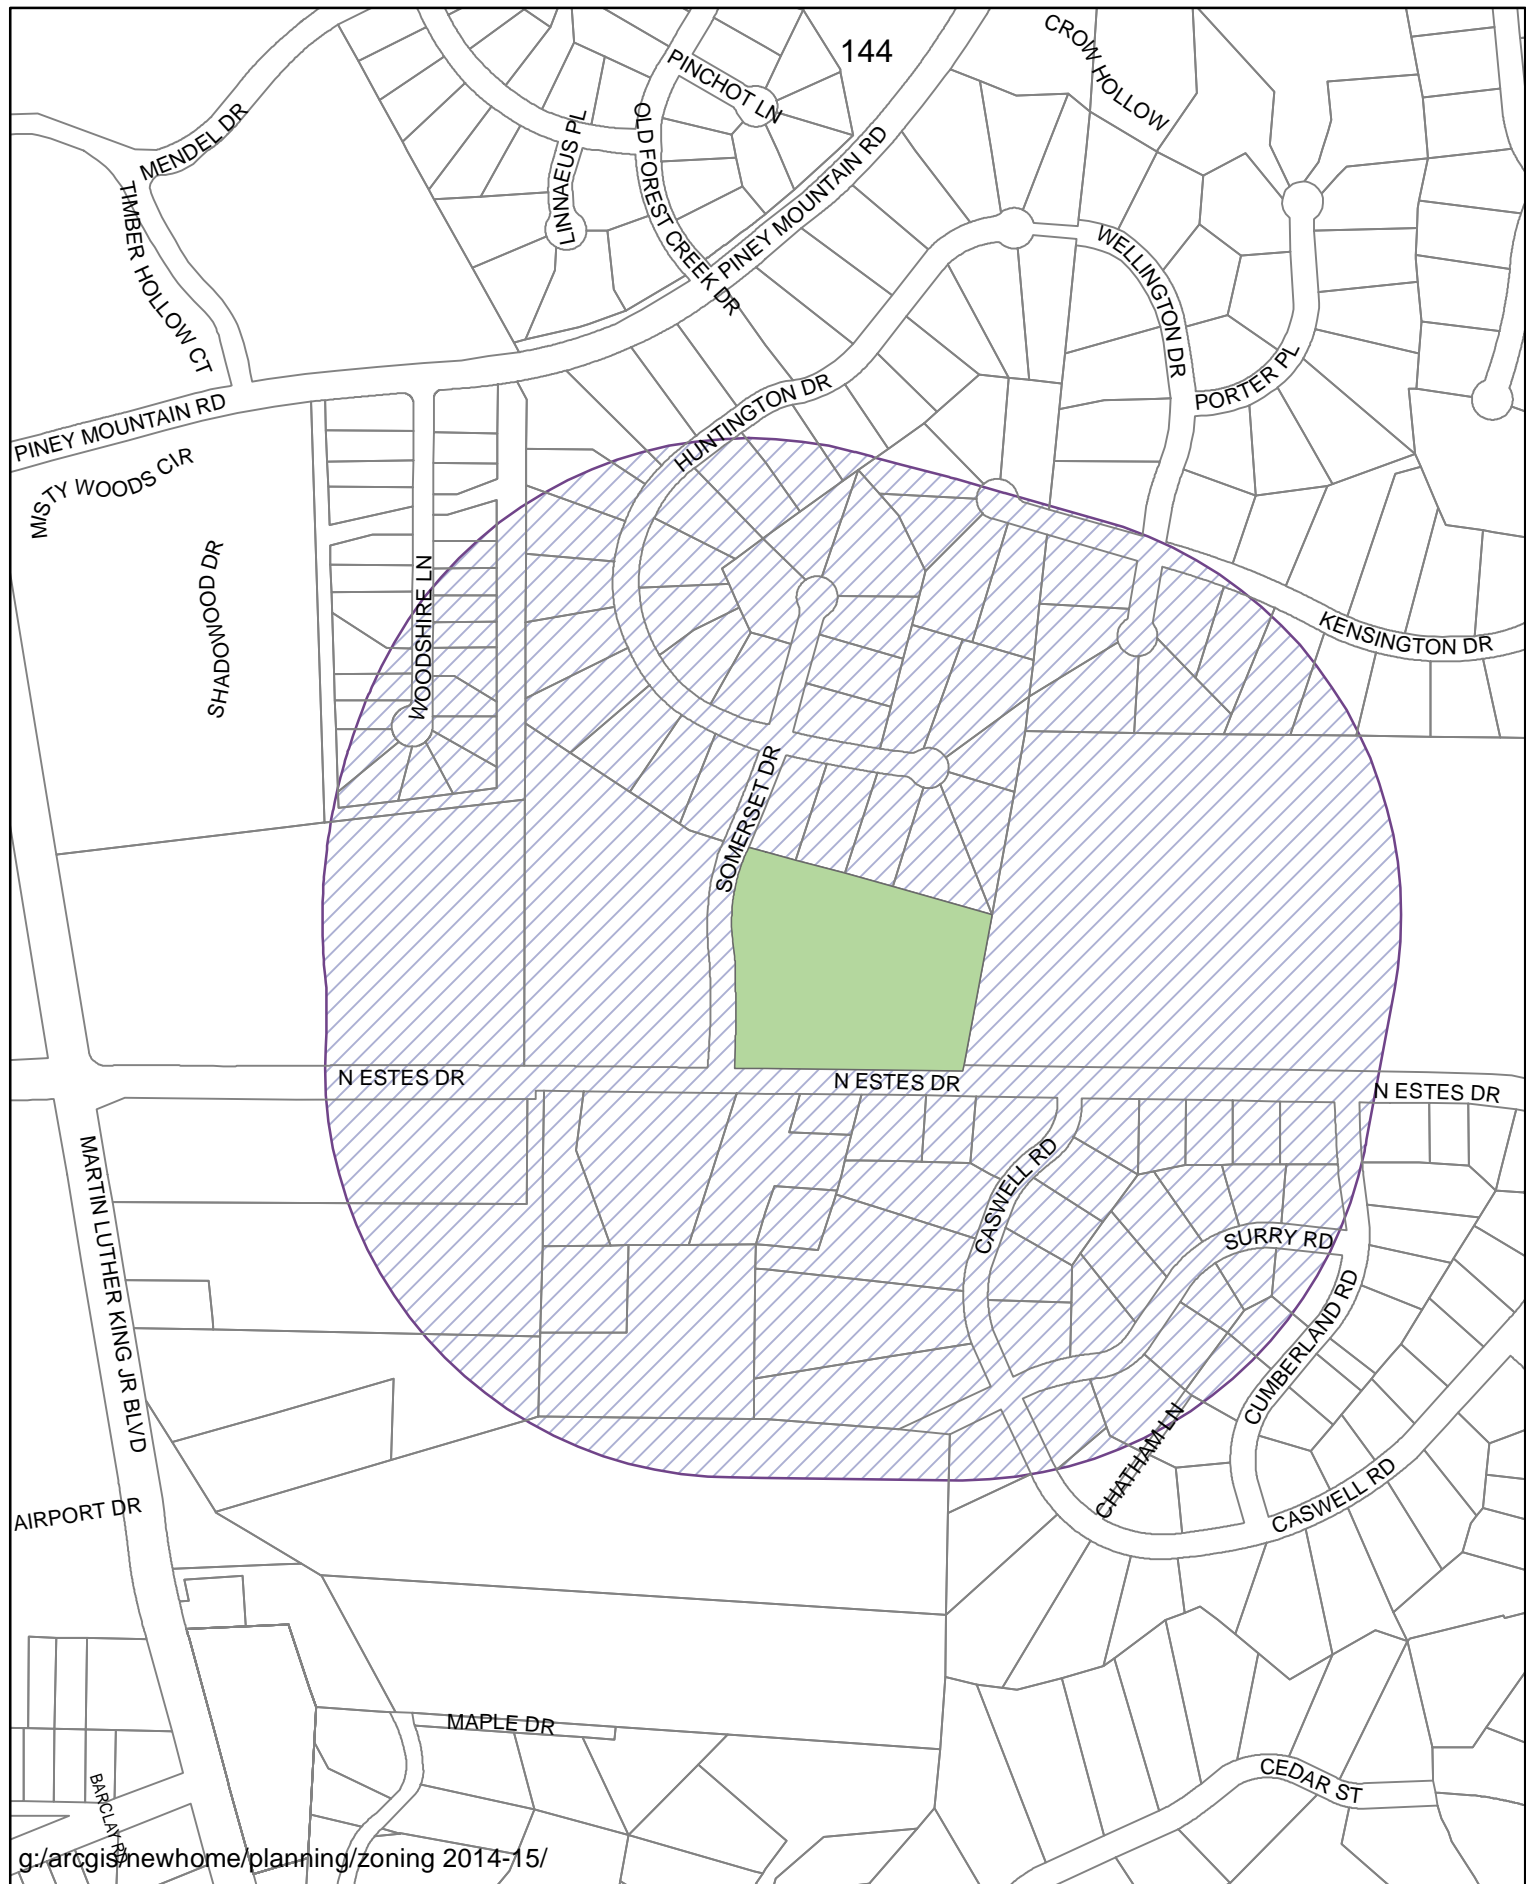 144
CROW HOLLOW
PINCHOT LN
MENDEL DR
LINNAEUS PL
OLD FOREST CREEK DR
PINEY MOUNTAIN RD
TIMBER HOLLOW CT
WELLINGTON DR
PORTER PL
HUNTINGTON DR
PINEY MOUNTAIN RD
MISTY WOODS CIR
SHADOWOOD DR
WOODSHIRE LN
KENSINGTON DR
SOMERSET DR
N ESTES DR
N ESTES DR
N ESTES DR
MARTIN LUTHER KING JR BLVD
CASWELL RD
SURRY RD
CUMBERLAND RD
CHATHAM LN
CASWELL RD
AIRPORT DR
MAPLE DR
CEDAR ST
BARCLAY RD
g:/arcgis/newhome/planning/zoning 2014-15/